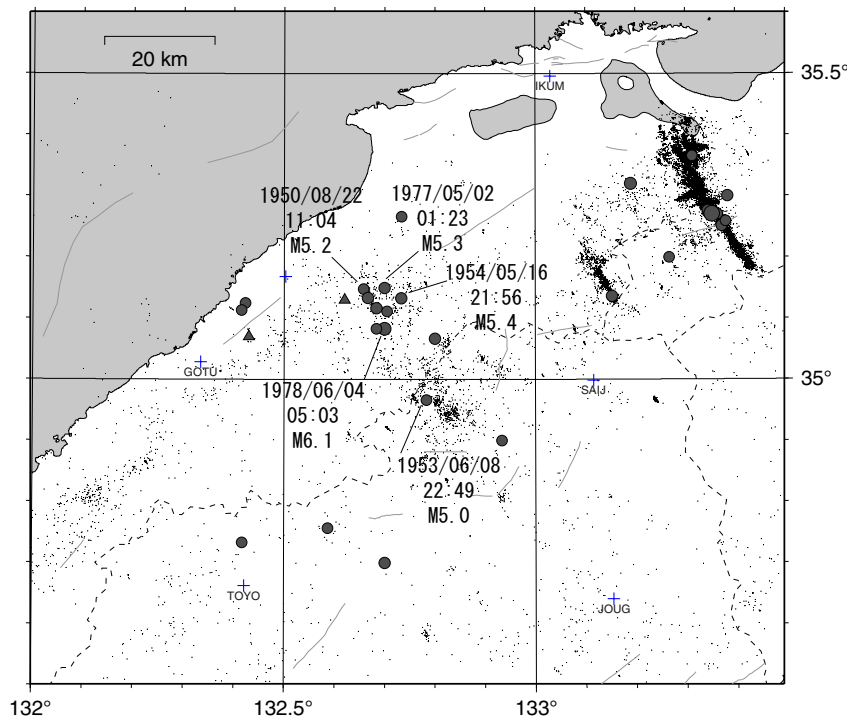 20 km
IKUM
35.5°
1950/08/22
11:04
M5.2
1977/05/02
01:23
M5.3
1954/05/16
21:56
M5.4
GOTU
SAIJ
35°
1978/06/04
05:03
M6.1
1953/06/08
22:49
M5.0
TOYO
JOUG
132°
132.5°
133°